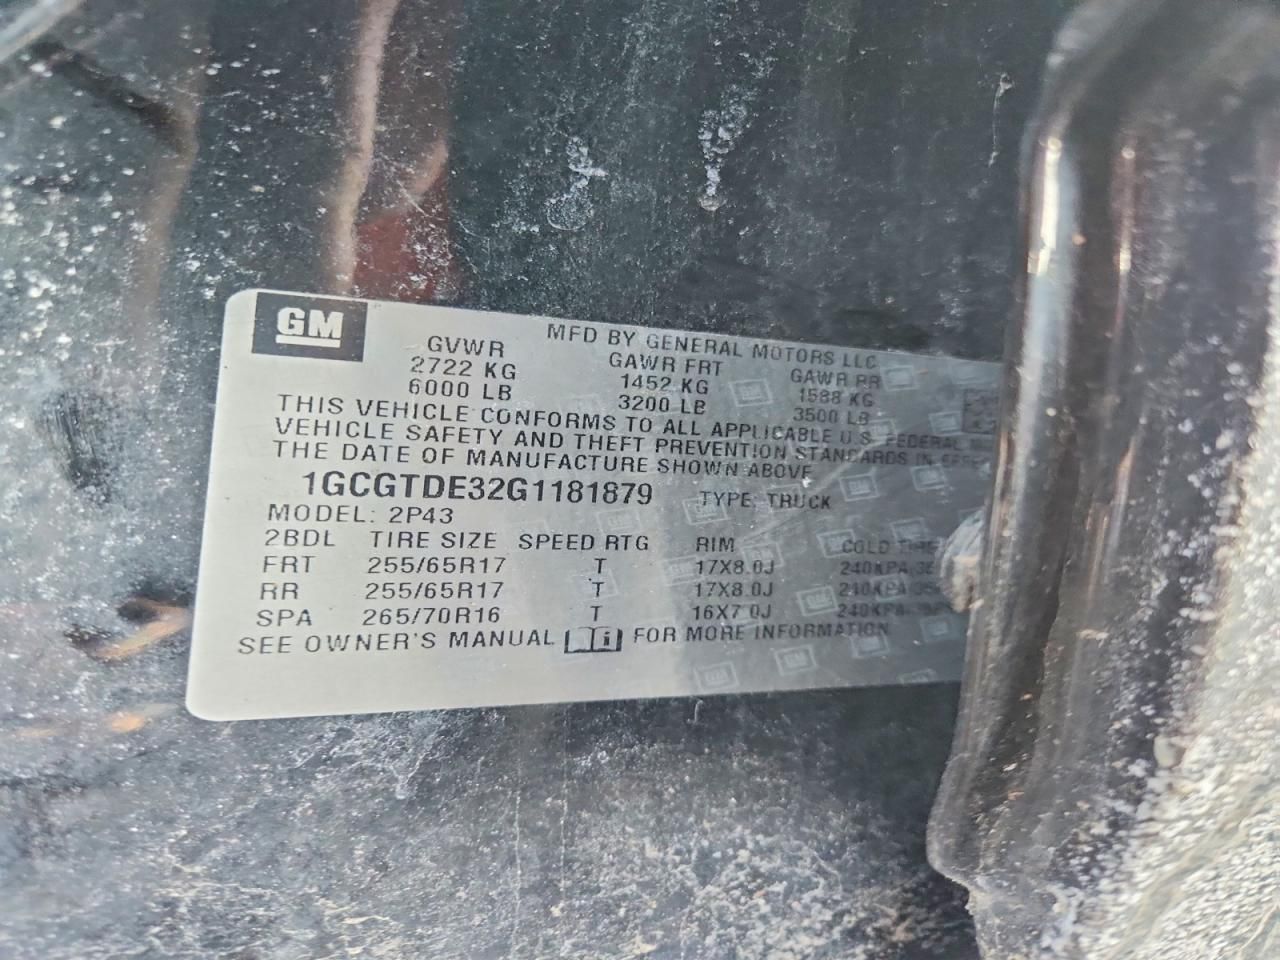 GM
MFD BY GENERAL MOTORS LLC
GVWR GAWR FRT GAWR RR
2722 KG 1452 KG 1588 KG
6000 LB 3200 LB 3500 LB
THIS VEHICLE CONFORMS TO ALL APPLICABLE U.S. FEDERAL
VEHICLE SAFETY AND THEFT PREVENTION STANDARDS IN
THE DATE OF MANUFACTURE SHOWN ABOVE.
1GCGTDE32G1181879 TYPE: TRUCK
MODEL: 2P43
2BDL TIRE SIZE SPEED RTG RIM COLD
FRT 255/65R17 T 17X8.0J 240KPA
RR 255/65R17 T 17X8.0J 240KPA
SPA 265/70R16 T 16X7.0J 240KPA
SEE OWNER'S MANUAL i FOR MORE INFORMATION